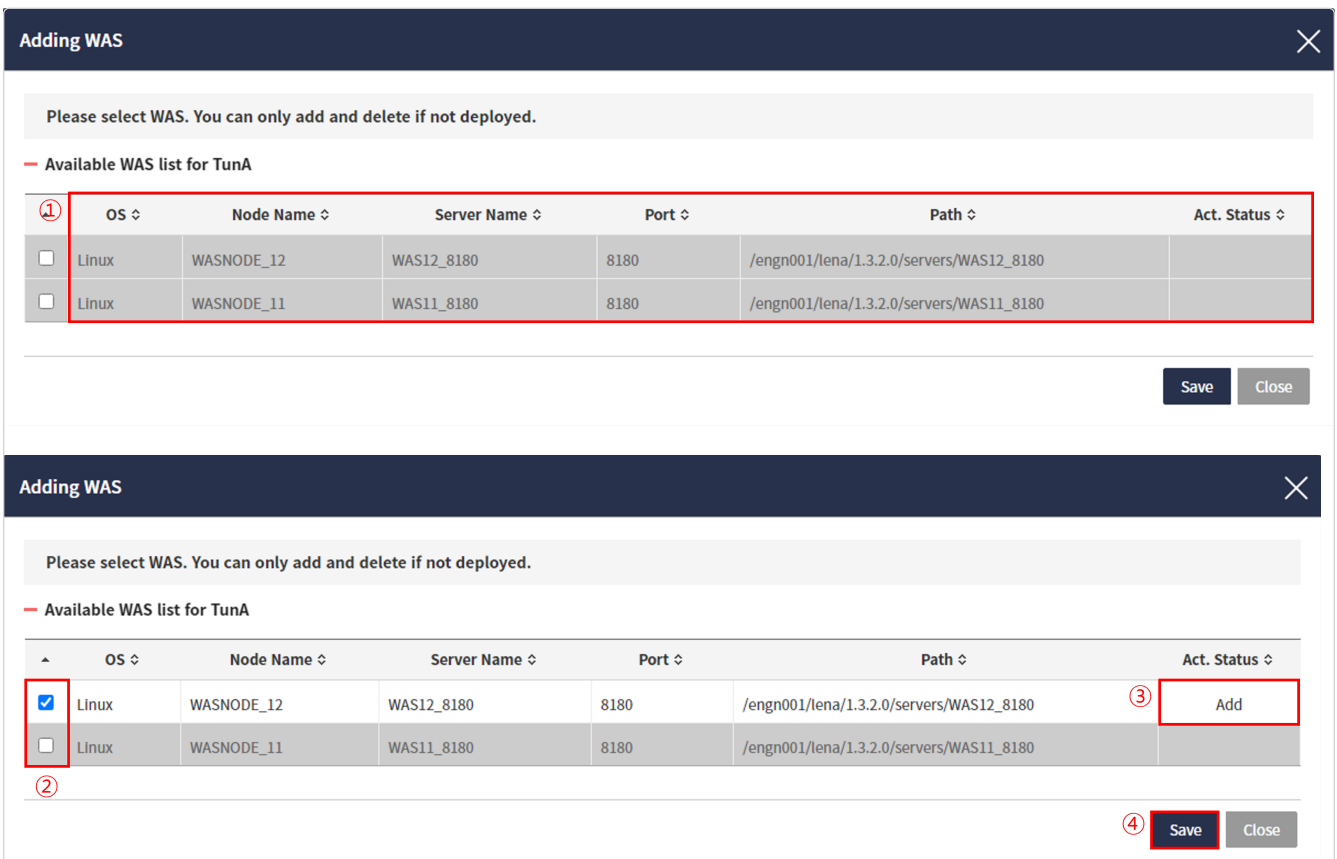 Adding WAS
Please select WAS. You can only add and delete if not deployed.
Available WAS list for TunA
① OS Node Name Server Name Port Path Act. Status
Linux WASNODE_12 WAS12_8180 8180 /engn001/lena/1.3.2.0/servers/WAS12_8180
Linux WASNODE_11 WAS11_8180 8180 /engn001/lena/1.3.2.0/servers/WAS11_8180
Save Close
Adding WAS
Please select WAS. You can only add and delete if not deployed.
Available WAS list for TunA
OS Node Name Server Name Port Path Act. Status
Linux WASNODE_12 WAS12_8180 8180 /engn001/lena/1.3.2.0/servers/WAS12_8180 ③ Add
Linux WASNODE_11 WAS11_8180 8180 /engn001/lena/1.3.2.0/servers/WAS11_8180
②
④ Save Close